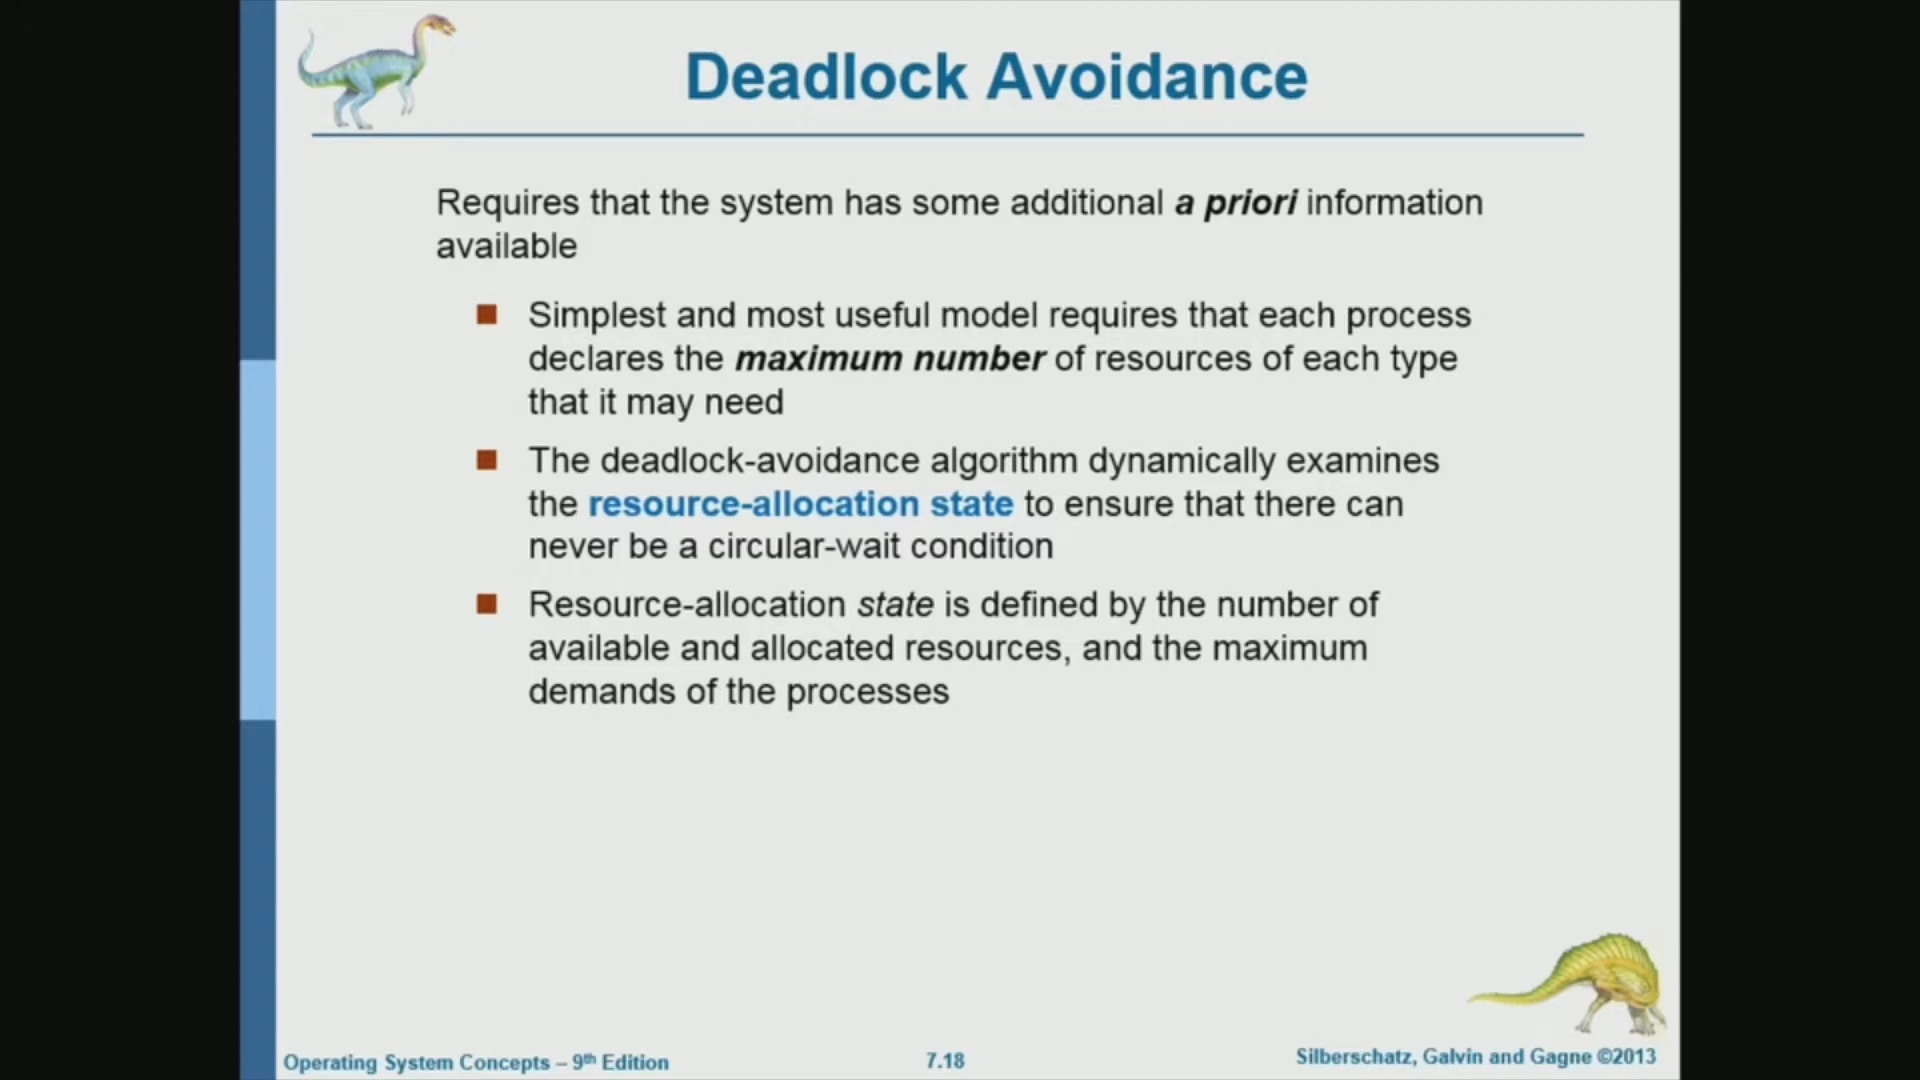 Deadlock Avoidance
Requires that the system has some additional a priori information
available
Simplest and most useful model requires that each process
declares the maximum number of resources of each type
that it may need
The deadlock-avoidance algorithm dynamically examines
the resource-allocation state to ensure that there can
never be a circular-wait condition
Resource-allocation state is defined by the number of
available and allocated resources, and the maximum
demands of the processes
Operating System Concepts – 9th Edition
7.18
Silberschatz, Galvin and Gagne ©2013